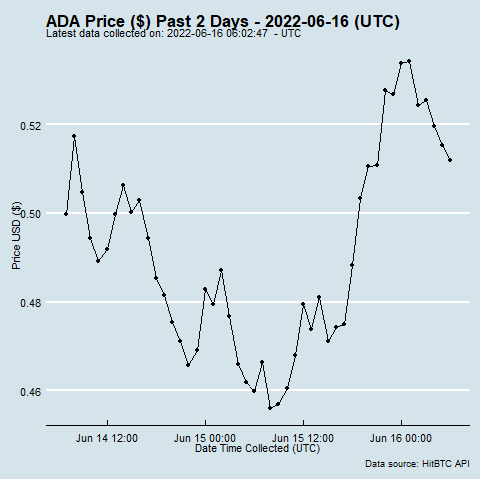 ADA Price ($) Past 2 Days - 2022-06-16 (UTC)
Latest data collected on: 2022-06-16 06:02:47  - UTC
Price USD ($)
0.52
0.50
0.48
0.46
Jun 14 12:00
Jun 15 00:00
Jun 15 12:00
Jun 16 00:00
Date Time Collected (UTC)
Data source: HitBTC API